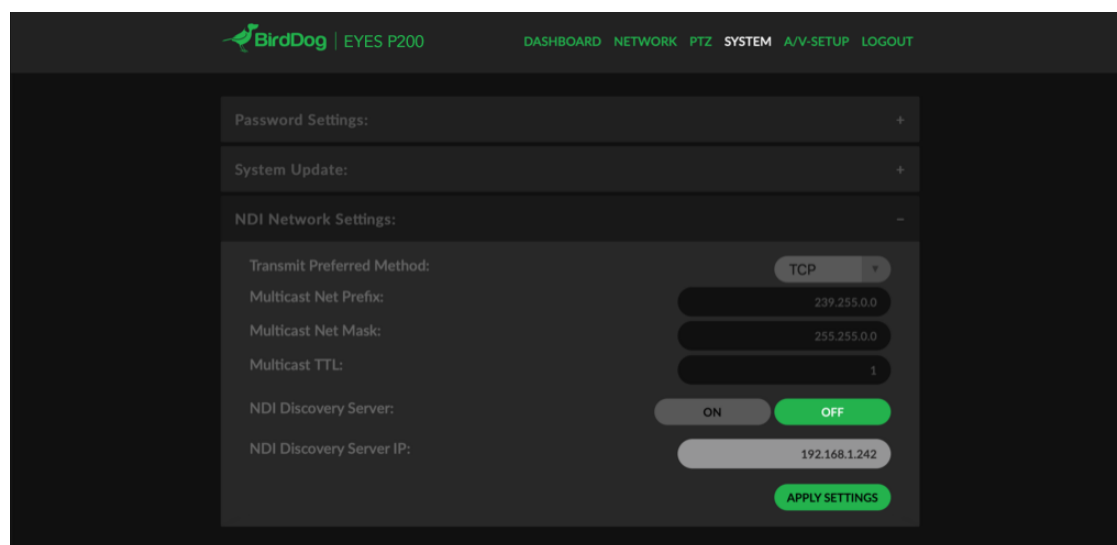 BirdDog | EYES P200 DASHBOARD NETWORK PTZ SYSTEM A/V-SETUP LOGOUT
Password Settings: +
System Update: +
NDI Network Settings: –
Transmit Preferred Method: TCP ▼
Multicast Net Prefix: 239.255.0.0
Multicast Net Mask: 255.255.0.0
Multicast TTL: 1
NDI Discovery Server: ON OFF
NDI Discovery Server IP: 192.168.1.242
APPLY SETTINGS